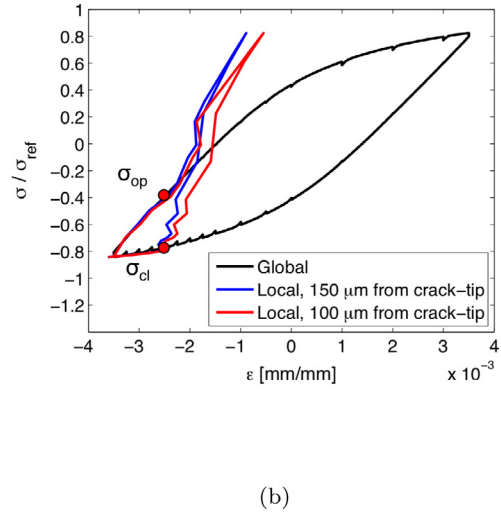 σ / σref
0.8
0.6
0.4
0.2
0
−0.2
−0.4
−0.6
−0.8
−1
−1.2
σop
σcl
Global
Local, 150 μm from crack−tip
Local, 100 μm from crack−tip
−4 −3 −2 −1 0 1 2 3 4
ε [mm/mm]
x 10−3
(b)